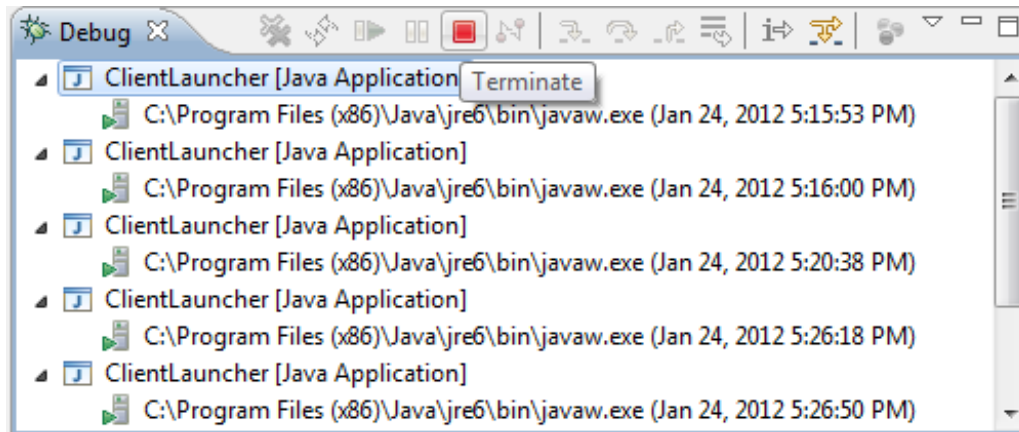 Debug
ClientLauncher [Java Application
Terminate
C:\Program Files (x86)\Java\jre6\bin\javaw.exe (Jan 24, 2012 5:15:53 PM)
ClientLauncher [Java Application]
C:\Program Files (x86)\Java\jre6\bin\javaw.exe (Jan 24, 2012 5:16:00 PM)
ClientLauncher [Java Application]
C:\Program Files (x86)\Java\jre6\bin\javaw.exe (Jan 24, 2012 5:20:38 PM)
ClientLauncher [Java Application]
C:\Program Files (x86)\Java\jre6\bin\javaw.exe (Jan 24, 2012 5:26:18 PM)
ClientLauncher [Java Application]
C:\Program Files (x86)\Java\jre6\bin\javaw.exe (Jan 24, 2012 5:26:50 PM)